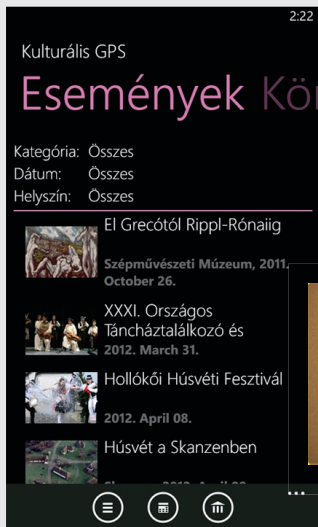 2:22
Kulturális GPS
Események Kör
Kategória: Összes
Dátum: Összes
Helyszín: Összes
El Grecótól Rippl-Rónaiig
Szépművészeti Múzeum, 2011.
October 26.
XXXI. Országos
Táncháztalálkozó és
2012. March 31.
Hollókői Húsvéti Fesztivál
2012. April 08.
Húsvét a Skanzenben